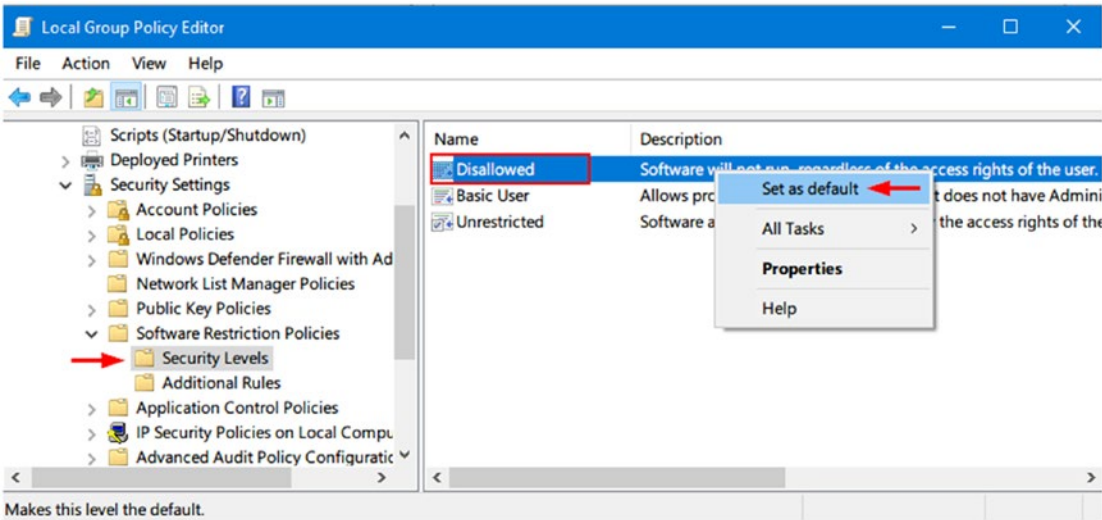 Local Group Policy Editor
File Action View Help
Scripts (Startup/Shutdown)
Deployed Printers
Security Settings
Account Policies
Local Policies
Windows Defender Firewall with Ad
Network List Manager Policies
Public Key Policies
Software Restriction Policies
Security Levels
Additional Rules
Application Control Policies
IP Security Policies on Local Compu
Advanced Audit Policy Configuratic
Name Description
Disallowed Software will not run, regardless of the access rights of the user.
Basic User Allows pro t does not have Admini
Unrestricted Software a the access rights of the
Set as default
All Tasks
Properties
Help
Makes this level the default.